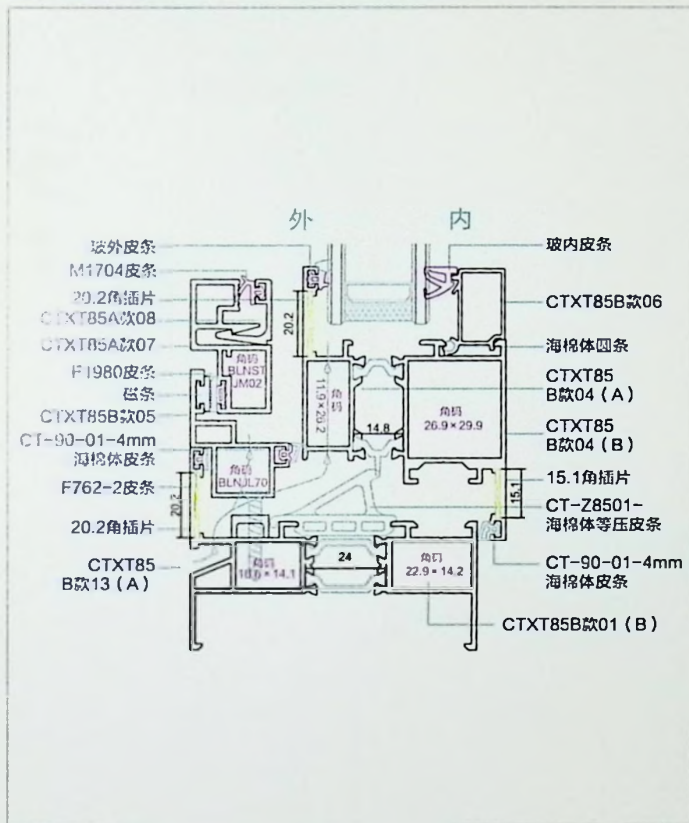 外 内
玻外皮条
M1704皮条
20.2角插片
CTXT85A款08
CTXT85A款07
F1980皮条
磁条
CTXT85B款05
CT-90-01-4mm
海棉体皮条
F762-2皮条
20.2角插片
CTXT85
B款13（A）
玻内皮条
CTXT85B款06
海棉体圆条
CTXT85
B款04（A）
CTXT85
B款04（B）
15.1角插片
CT-Z8501-
海棉体等压皮条
CT-90-01-4mm
海棉体皮条
CTXT85B款01（B）
20.2
角码
BLNST
JM02
角码
11.9×26.2
14.8
角码
26.9×29.9
角码
BLNJL70
20.2
15.1
角码
24
角码
22.9×14.2